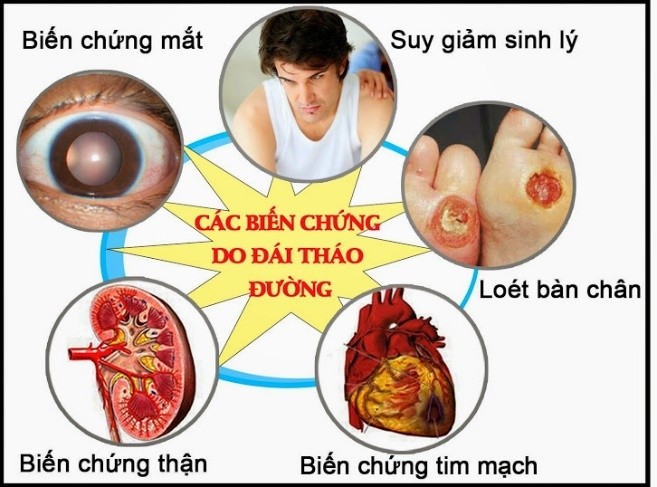 Biến chứng mắt
Suy giảm sinh lý
CÁC BIẾN CHỨNG
DO ĐÁI THÁO
ĐƯỜNG
Loét bàn chân
Biến chứng thận
Biến chứng tim mạch